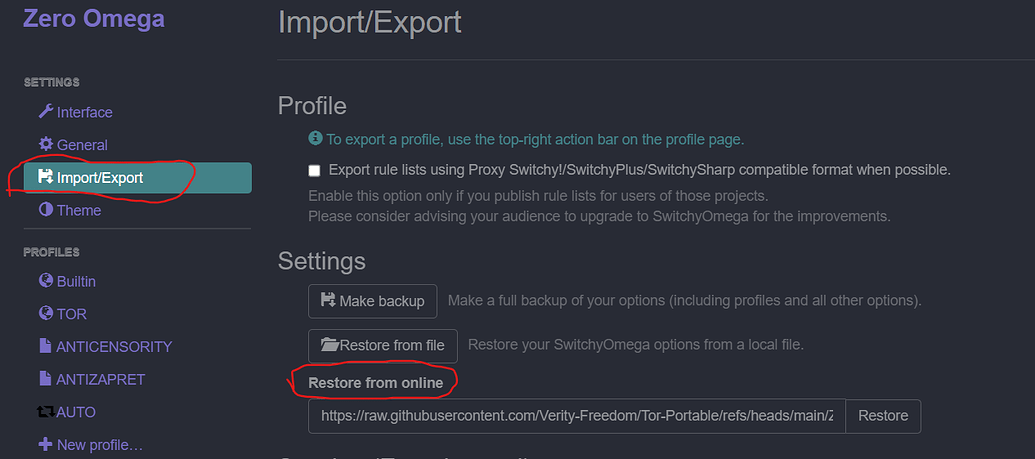 Zero Omega
SETTINGS
Interface
General
Import/Export
Theme
PROFILES
Builtin
TOR
ANTICENSORITY
ANTIZAPRET
AUTO
New profile…
Import/Export
Profile
To export a profile, use the top-right action bar on the profile page.
Export rule lists using Proxy Switchy!/SwitchyPlus/SwitchySharp compatible format when possible.
Enable this option only if you publish rule lists for users of those projects.
Please consider advising your audience to upgrade to SwitchyOmega for the improvements.
Settings
Make backup Make a full backup of your options (including profiles and all other options).
Restore from file Restore your SwitchyOmega options from a local file.
Restore from online
https://raw.githubusercontent.com/Verity-Freedom/Tor-Portable/refs/heads/main/ Restore